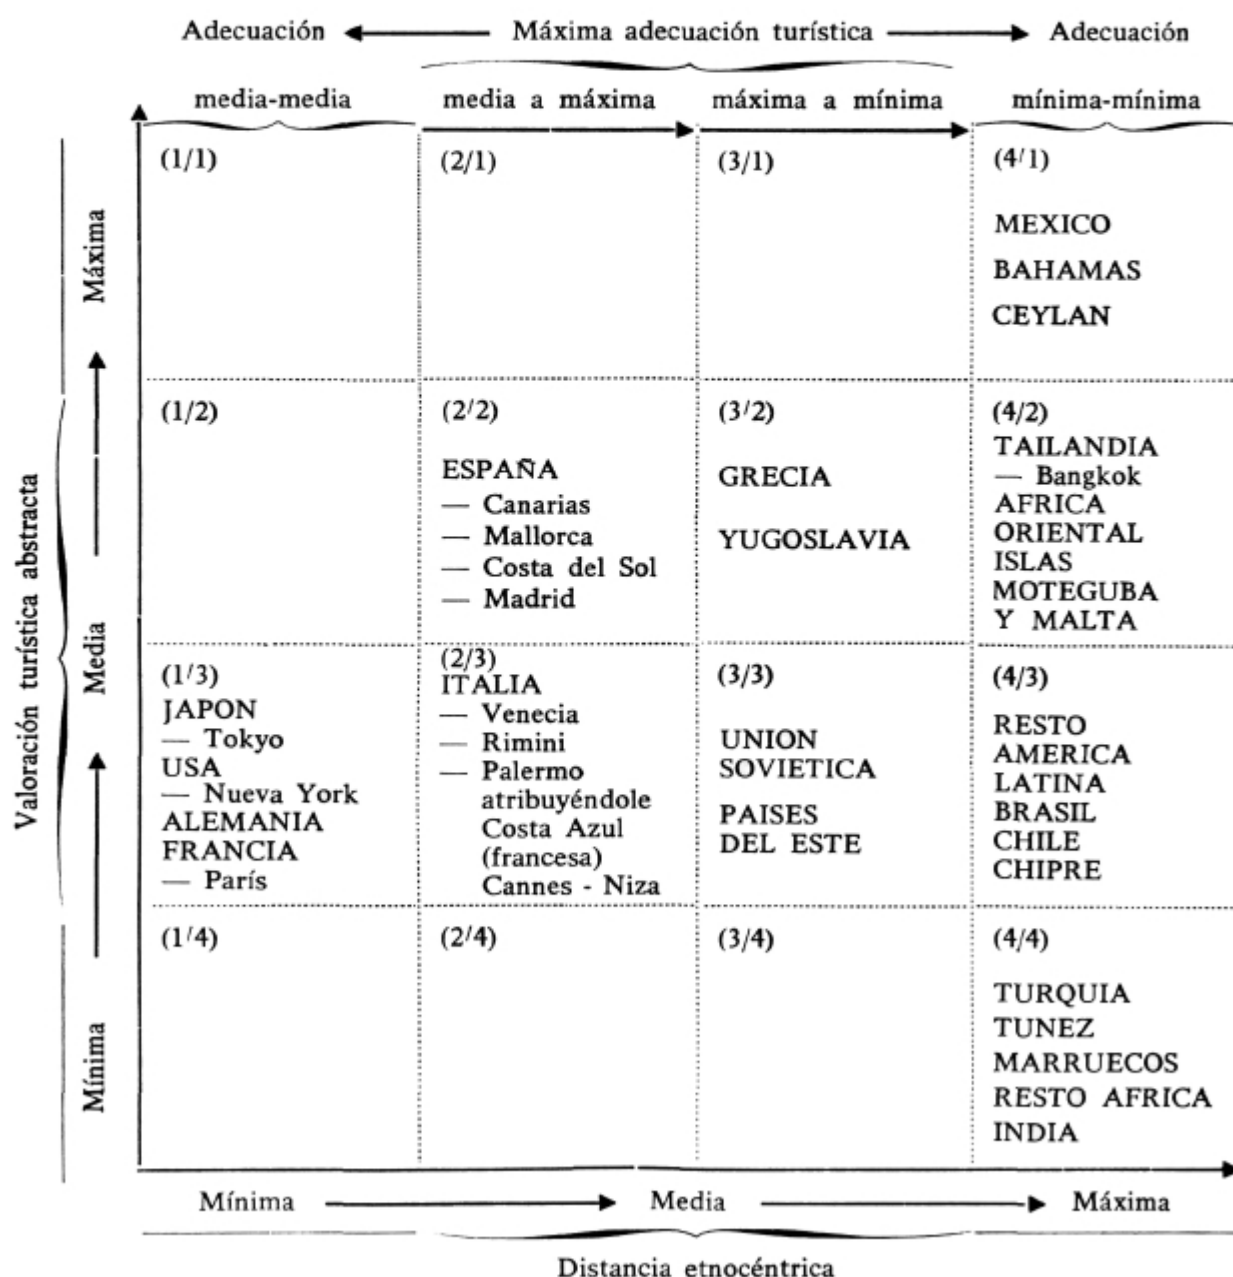 Adecuación Máxima adecuación turística Adecuación
media-media media a máxima máxima a mínima mínima-mínima
Valoración turística abstracta
Máxima
Media
Mínima
(1/1)
(2/1)
(3/1)
(4/1)
MEXICO
BAHAMAS
CEYLAN
(1/2)
(2/2)
ESPAÑA
— Canarias
— Mallorca
— Costa del Sol
— Madrid
(3/2)
GRECIA
YUGOSLAVIA
(4/2)
TAILANDIA
— Bangkok
AFRICA
ORIENTAL
ISLAS
MOTEGUBA
Y MALTA
(1/3)
JAPON
— Tokyo
USA
— Nueva York
ALEMANIA
FRANCIA
— París
(2/3)
ITALIA
— Venecia
— Rimini
— Palermo
atribuyéndole
Costa Azul
(francesa)
Cannes - Niza
(3/3)
UNION
SOVIETICA
PAISES
DEL ESTE
(4/3)
RESTO
AMERICA
LATINA
BRASIL
CHILE
CHIPRE
(1/4)
(2/4)
(3/4)
(4/4)
TURQUIA
TUNEZ
MARRUECOS
RESTO AFRICA
INDIA
Mínima Media Máxima
Distancia etnocéntrica